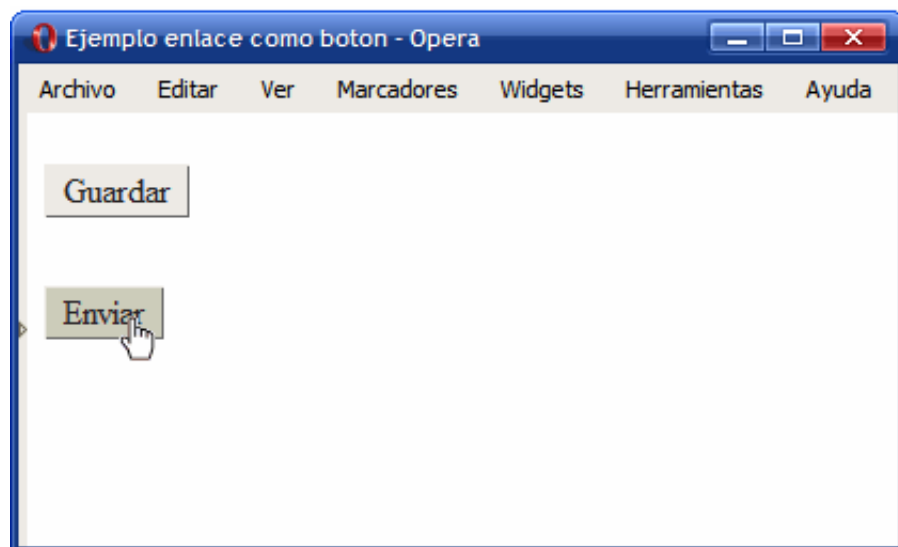 Ejemplo enlace como boton - Opera
Archivo Editar Ver Marcadores Widgets Herramientas Ayuda
Guardar
Enviar